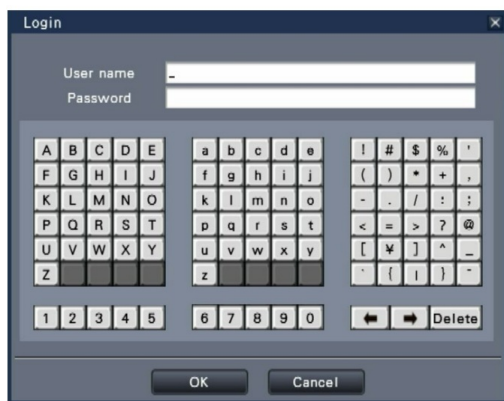 Login
User name _
Password
A B C D E a b c d e ! # $ % '
F G H I J f g h i j ( ) * + ,
K L M N O k l m n o - . / : ;
P Q R S T p q r s t < = > ? @
U V W X Y u v w x y [ ¥ ] ^ _
Z z ` { | } ~
1 2 3 4 5 6 7 8 9 0 ← → Delete
OK Cancel